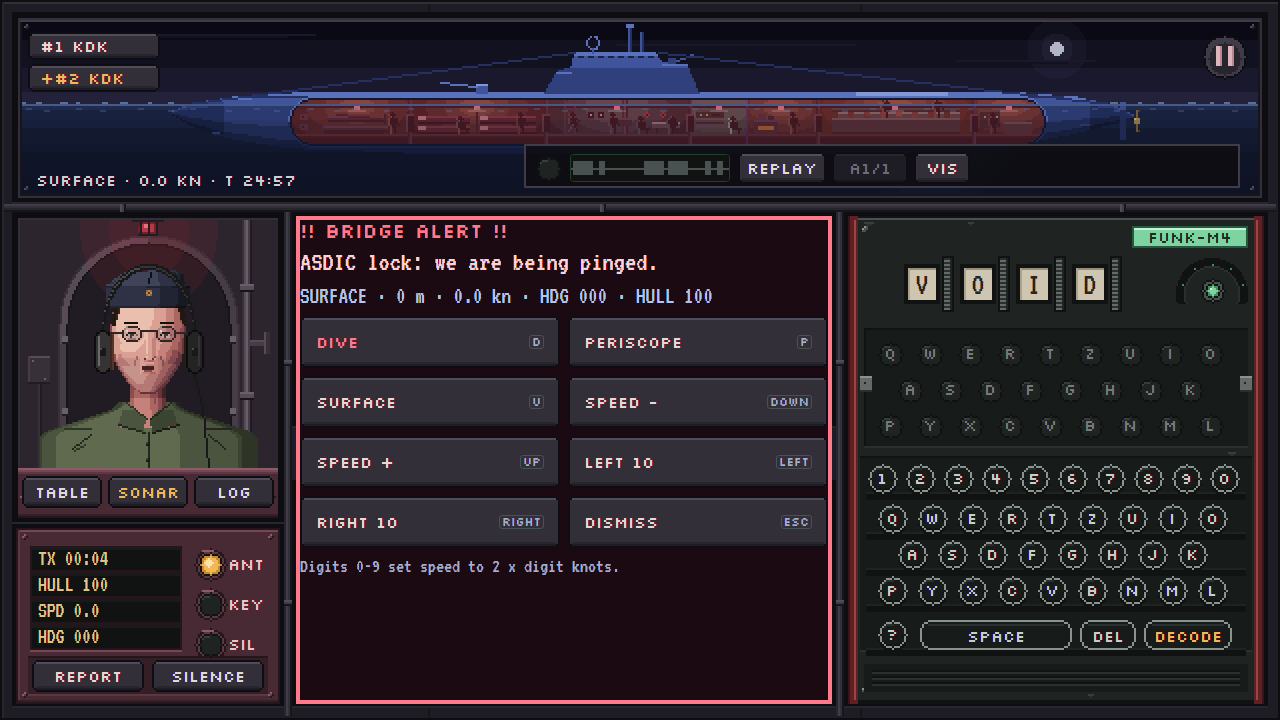 #1 KDK
+#2 KDK
SURFACE · 0.0 KN · T 24:57
REPLAY
A1/1
VIS
TABLE
SONAR
LOG
TX 00:04
HULL 100
SPD 0.0
HDG 000
ANT
KEY
SIL
REPORT
SILENCE
!! BRIDGE ALERT !!
ASDIC lock: we are being pinged.
SURFACE · 0 m · 0.0 kn · HDG 000 · HULL 100
DIVE D
PERISCOPE P
SURFACE U
SPEED - DOWN
SPEED + UP
LEFT 10 LEFT
RIGHT 10 RIGHT
DISMISS ESC
Digits 0-9 set speed to 2 x digit knots.
FUNK-M4
V O I D
Q W E R T Z U I O
A S D F G H J K
P Y X C V B N M L
1 2 3 4 5 6 7 8 9 0
Q W E R T Z U I O
A S D F G H J K
P Y X C V B N M L
? SPACE DEL DECODE